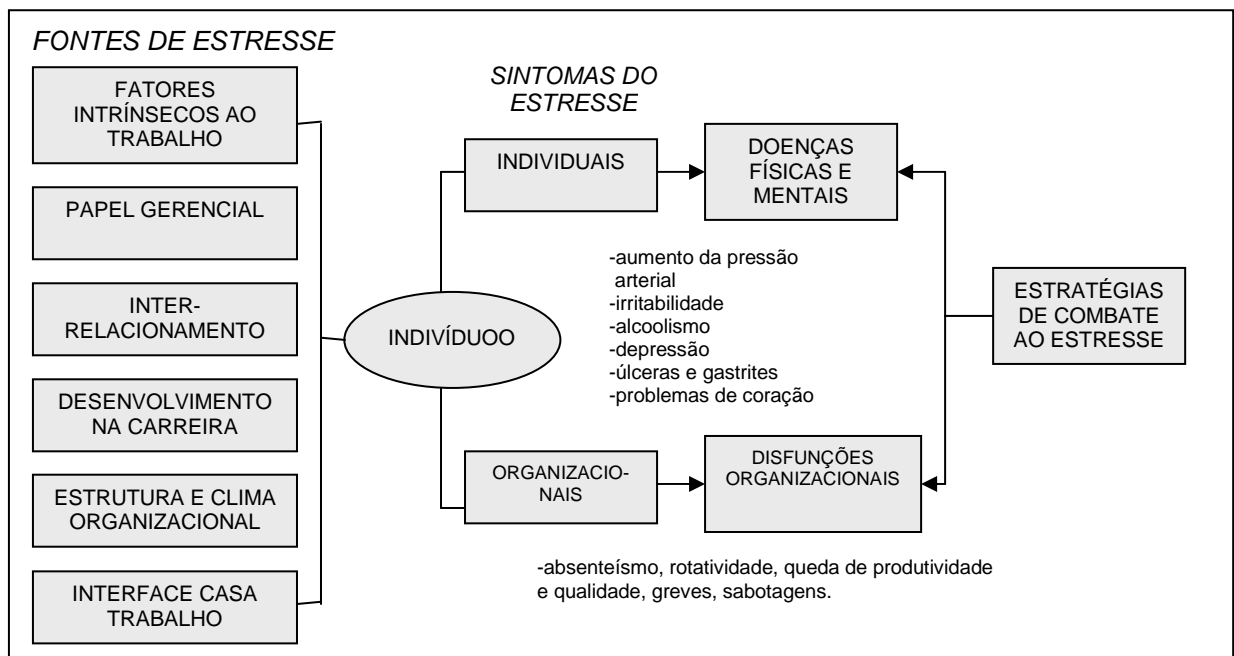 FONTES DE ESTRESSE
FATORES
INTRÍNSECOS AO
TRABALHO
PAPEL GERENCIAL
INTER-
RELACIONAMENTO
DESENVOLVIMENTO
NA CARREIRA
ESTRUTURA E CLIMA
ORGANIZACIONAL
INTERFACE CASA
TRABALHO
INDIVÍDUOO
SINTOMAS DO
ESTRESSE
INDIVIDUAIS
DOENÇAS
FÍSICAS E
MENTAIS
-aumento da pressão
arterial
-irritabilidade
-alcoolismo
-depressão
-úlceras e gastrites
-problemas de coração
ORGANIZACIO-
NAIS
DISFUNÇÕES
ORGANIZACIONAIS
-absenteísmo, rotatividade, queda de produtividade
e qualidade, greves, sabotagens.
ESTRATÉGIAS
DE COMBATE
AO ESTRESSE